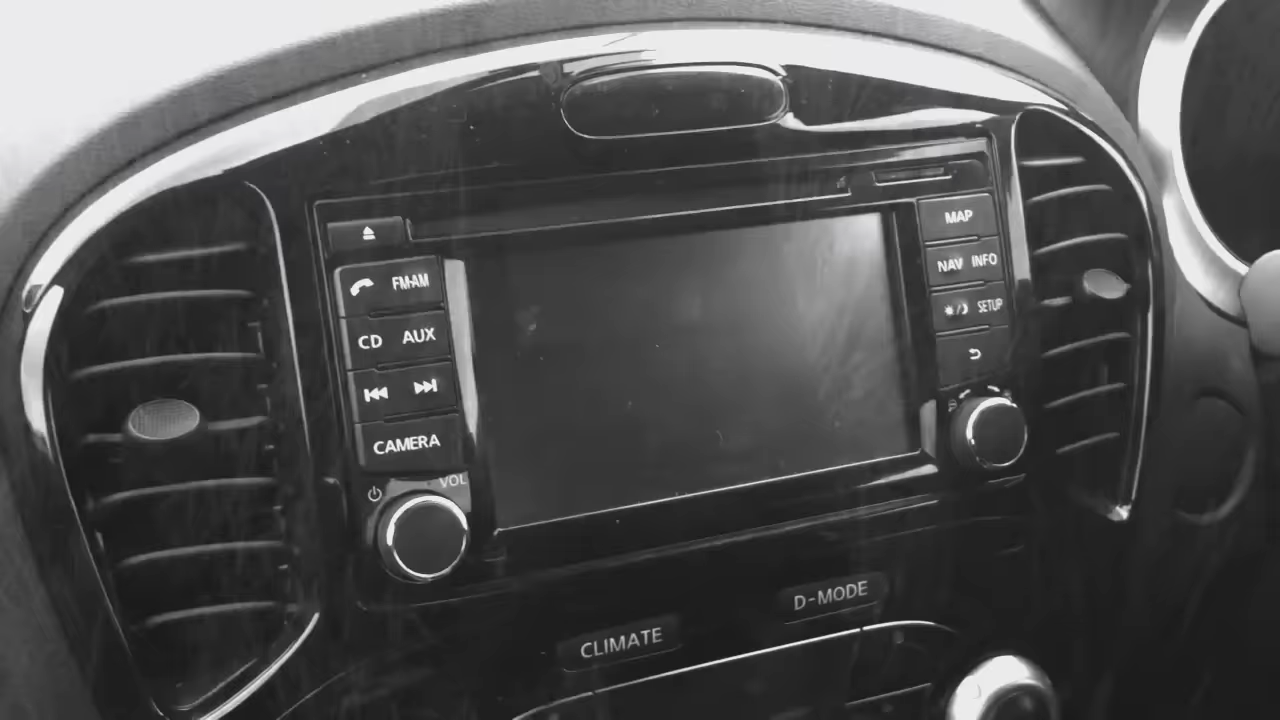 FM·AM
CD AUX
CAMERA
VOL
MAP
NAV INFO
SETUP
D-MODE
CLIMATE